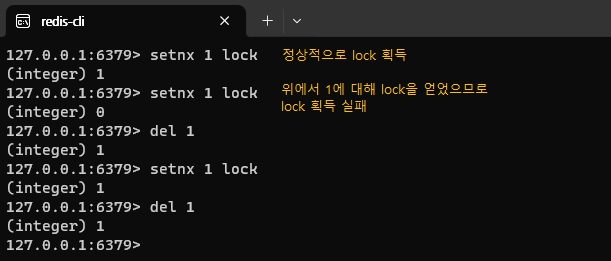 redis-cli
127.0.0.1:6379> setnx 1 lock 정상적으로 lock 획득
(integer) 1
127.0.0.1:6379> setnx 1 lock 위에서 1에 대해 lock을 얻었으므로
(integer) 0 lock 획득 실패
127.0.0.1:6379> del 1
(integer) 1
127.0.0.1:6379> setnx 1 lock
(integer) 1
127.0.0.1:6379> del 1
(integer) 1
127.0.0.1:6379>